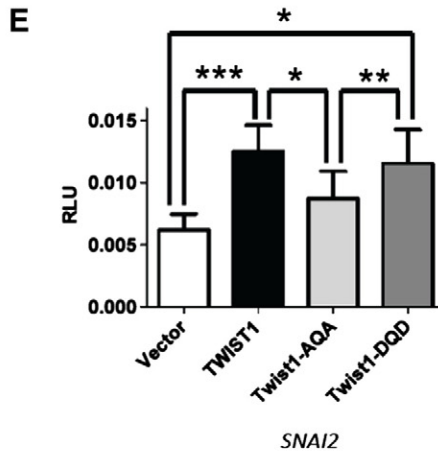 E
*
*** * **
0.015
0.010
0.005
0.000
RLU
Vector
TWIST1
Twist1-AQA
Twist1-DQD
SNAI2